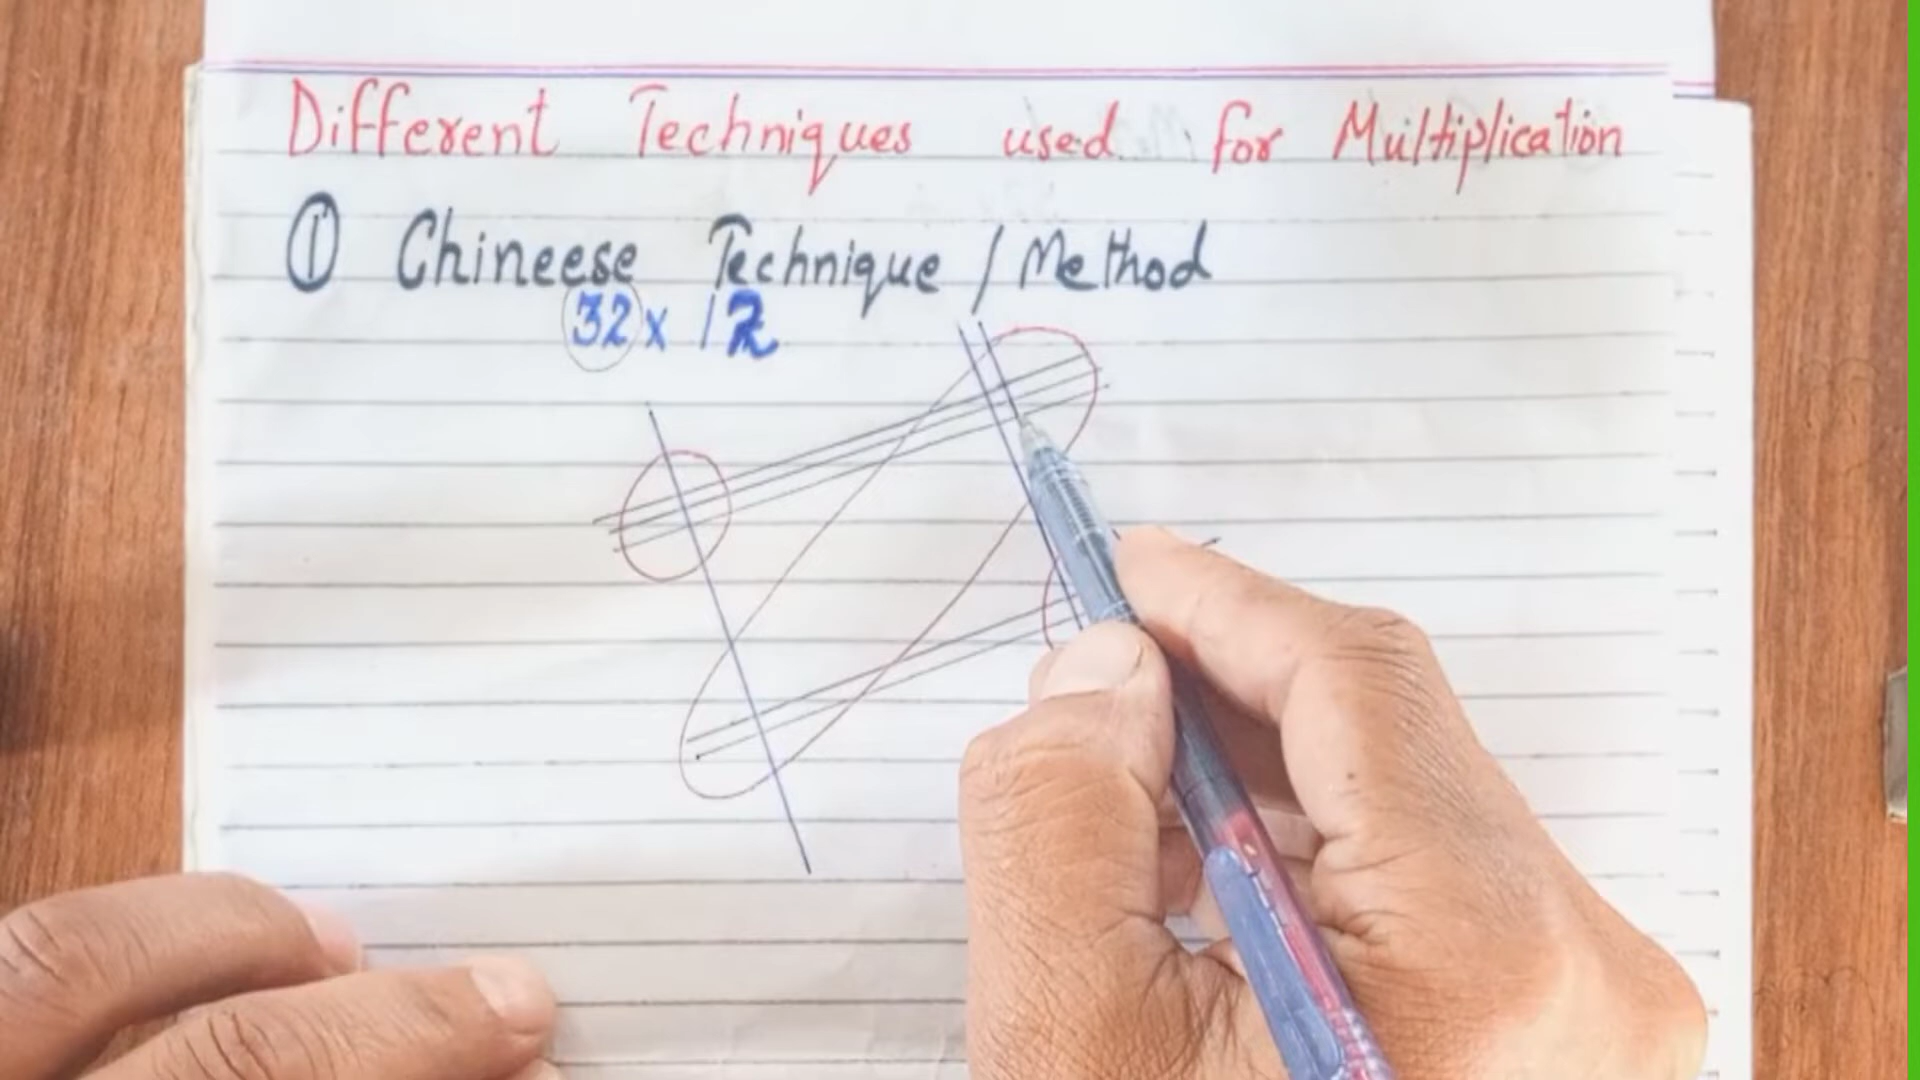 Different Techniques used for Multiplication
① Chineese Technique / Method
32 x 12